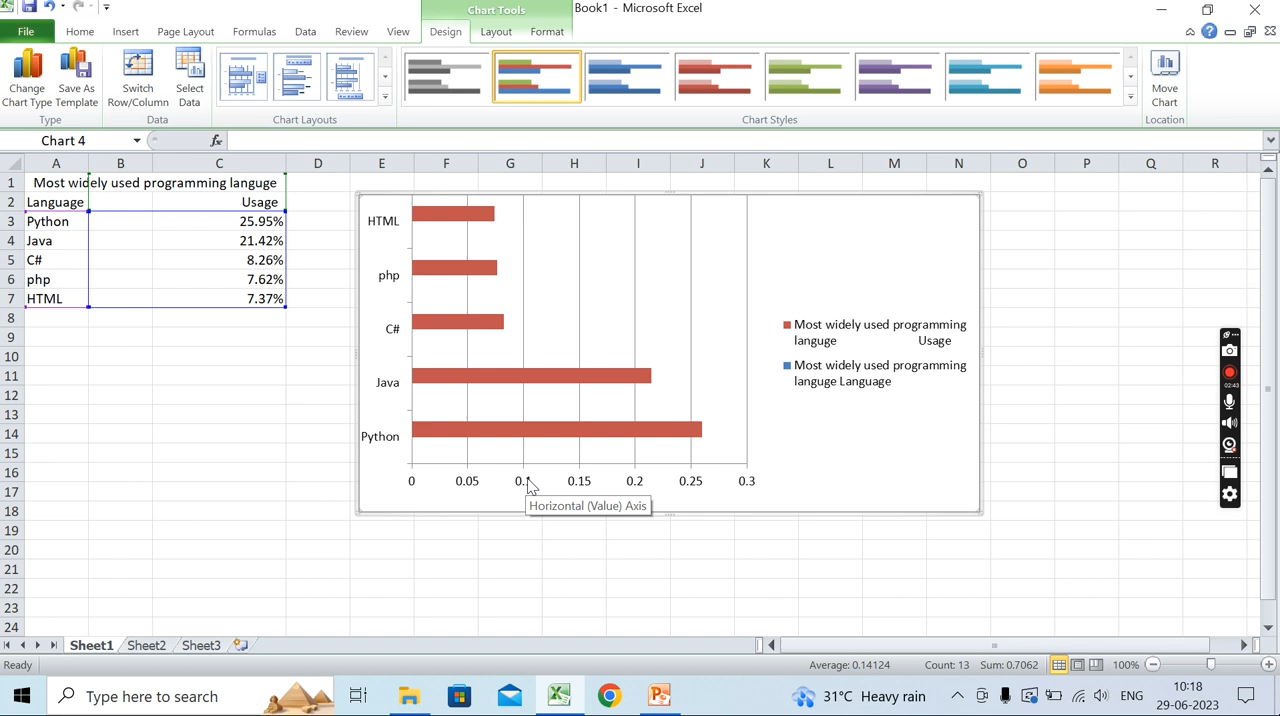 Chart Tools
Book1 - Microsoft Excel
File Home Insert Page Layout Formulas Data Review View Design Layout Format
Change Chart Type
Save As Template
Switch Row/Column
Select Data
Move Chart
Type
Data
Chart Layouts
Chart Styles
Location
Chart 4
fx
A B C D E F G H I J K L M N O P Q R
1 Most widely used programming languge
2 Language Usage
3 Python 25.95%
4 Java 21.42%
5 C# 8.26%
6 php 7.62%
7 HTML 7.37%
8
9
10
11
12
13
14
15
16
17
18
19
20
21
22
23
24
HTML
php
C#
Java
Python
0 0.05 0.1 0.15 0.2 0.25 0.3
Horizontal (Value) Axis
Most widely used programming
languge Usage
Most widely used programming
languge Language
02:43
Sheet1 Sheet2 Sheet3
Ready
Average: 0.14124 Count: 13 Sum: 0.7062 100%
Type here to search
31°C Heavy rain
ENG
10:18
29-06-2023